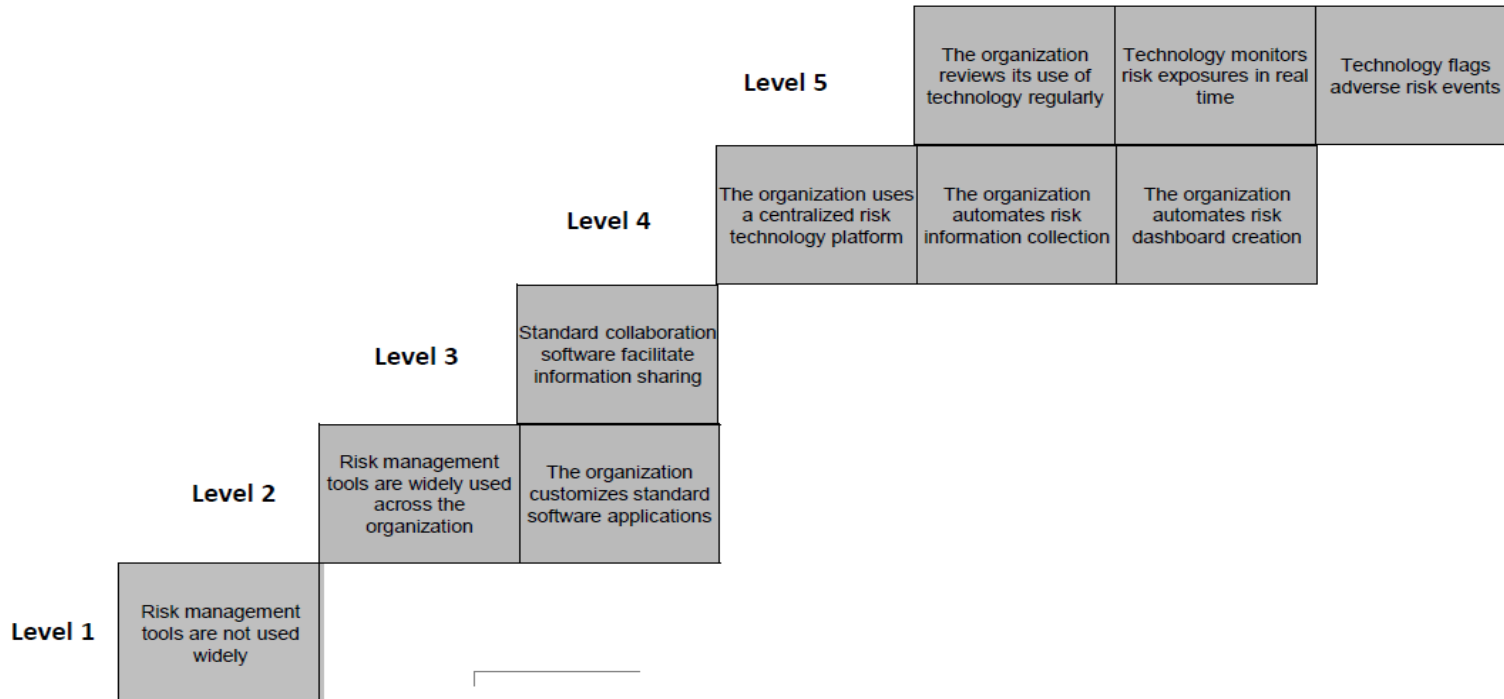 Level 5
The organization
reviews its use of
technology regularly
Technology monitors
risk exposures in real
time
Technology flags
adverse risk events
Level 4
The organization uses
a centralized risk
technology platform
The organization
automates risk
information collection
The organization
automates risk
dashboard creation
Level 3
Standard collaboration
software facilitate
information sharing
Level 2
Risk management
tools are widely used
across the
organization
The organization
customizes standard
software applications
Level 1
Risk management
tools are not used
widely